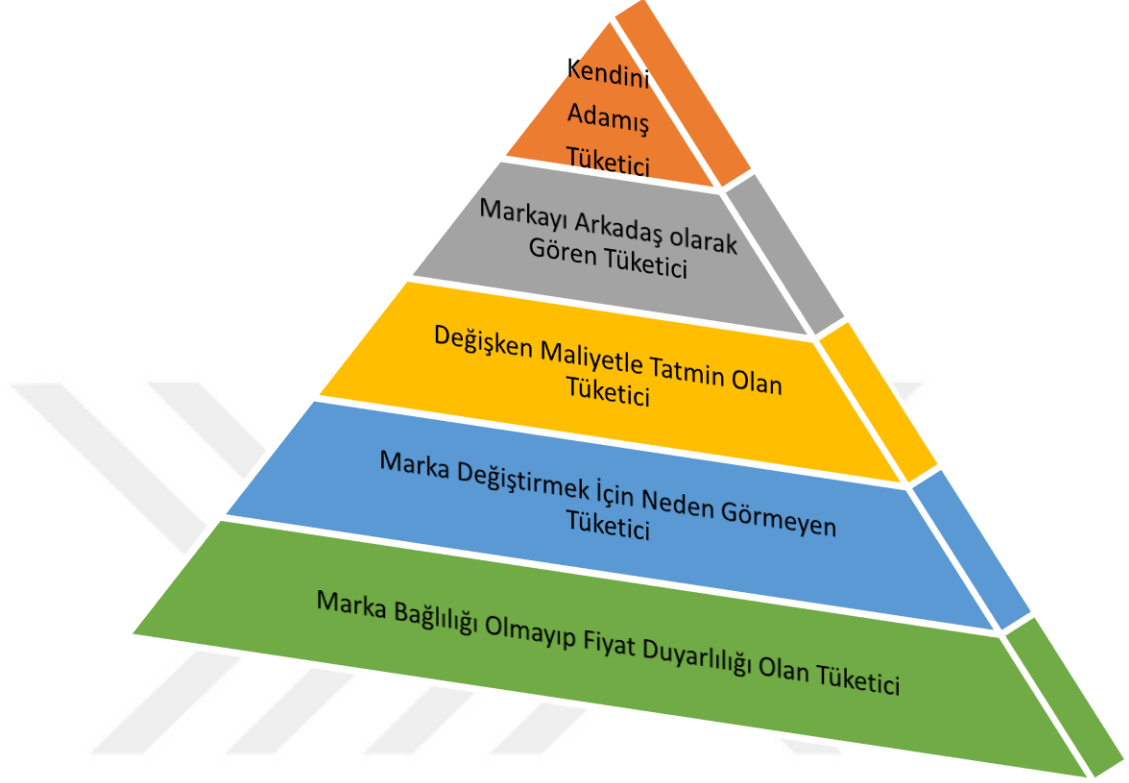 Kendini
Adamış
Tüketici
Markayı Arkadaş olarak
Gören Tüketici
Değişken Maliyetle Tatmin Olan
Tüketici
Marka Değiştirmek İçin Neden Görmeyen
Tüketici
Marka Bağlılığı Olmayıp Fiyat Duyarlılığı Olan Tüketici